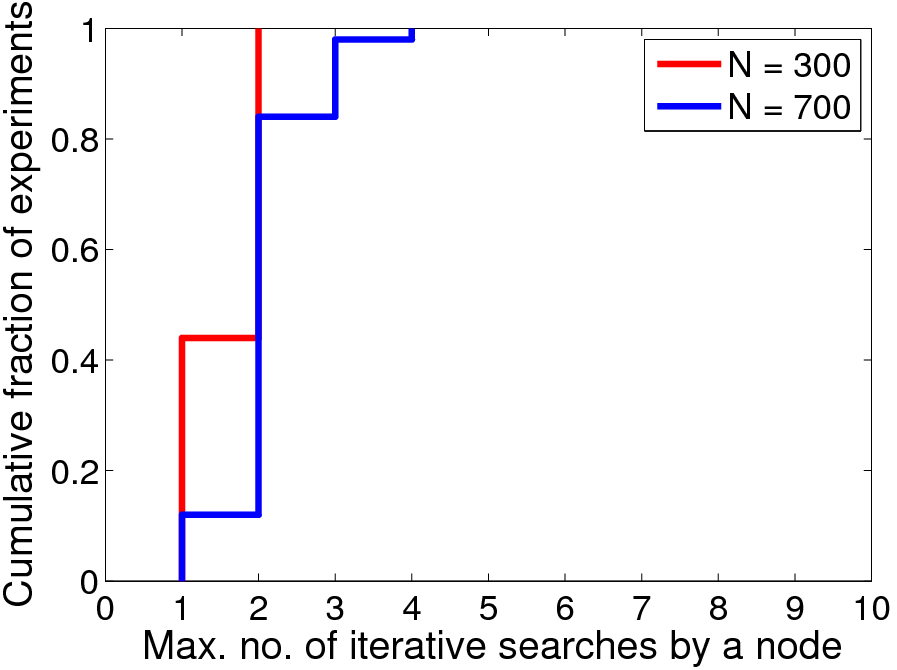 Cumulative fraction of experiments
1
0.8
0.6
0.4
0.2
0
N = 300
N = 700
0 1 2 3 4 5 6 7 8 9 10
Max. no. of iterative searches by a node